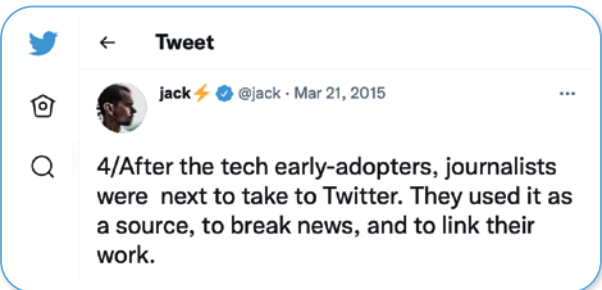 ← Tweet
jack⚡ @jack · Mar 21, 2015 ...
4/After the tech early-adopters, journalists
were next to take to Twitter. They used it as
a source, to break news, and to link their
work.